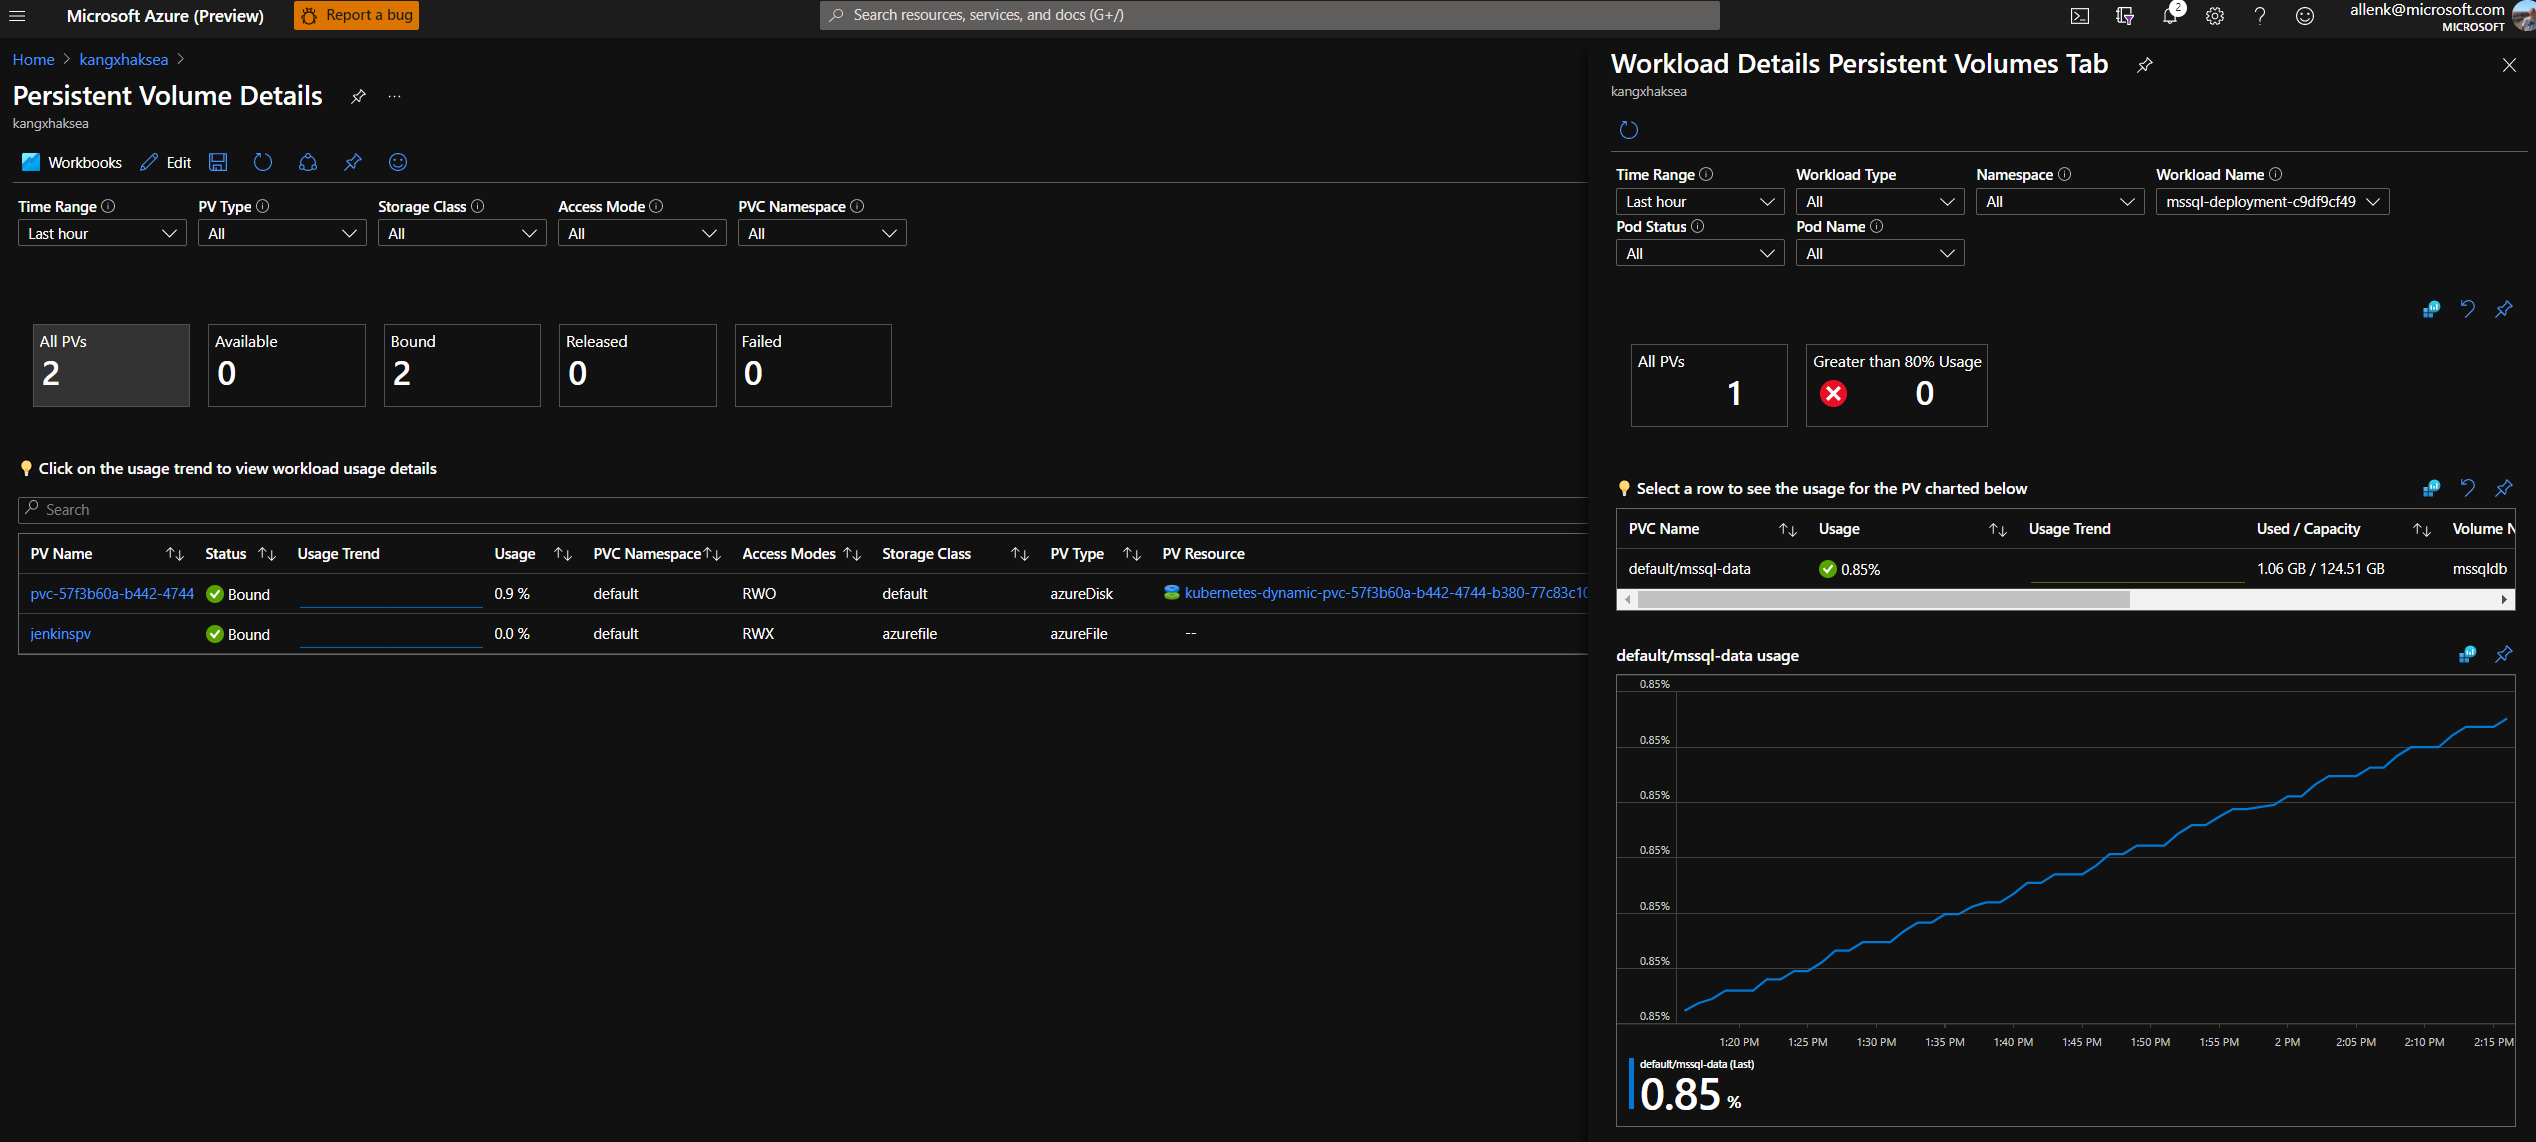 Microsoft Azure (Preview)
Report a bug
Search resources, services, and docs (G+/)
2
allenk@microsoft.com
MICROSOFT
Home > kangxhaksea >
Persistent Volume Details
kangxhaksea
Workbooks Edit
Time Range PV Type Storage Class Access Mode PVC Namespace
Last hour All All All All
All PVs Available Bound Released Failed
2 0 2 0 0
Click on the usage trend to view workload usage details
Search
PV Name Status Usage Trend Usage PVC Namespace Access Modes Storage Class PV Type PV Resource
pvc-57f3b60a-b442-4744 Bound 0.9 % default RWO default azureDisk kubernetes-dynamic-pvc-57f3b60a-b442-4744-b380-77c83c10
jenkinspv Bound 0.0 % default RWX azurefile azureFile --
Workload Details Persistent Volumes Tab
kangxhaksea
Time Range Workload Type Namespace Workload Name
Last hour All All mssql-deployment-c9df9cf49
Pod Status Pod Name
All All
All PVs Greater than 80% Usage
1 0
Select a row to see the usage for the PV charted below
PVC Name Usage Usage Trend Used / Capacity Volume N
default/mssql-data 0.85% 1.06 GB / 124.51 GB mssqldb
default/mssql-data usage
0.85%
0.85%
0.85%
0.85%
0.85%
0.85%
0.85%
1:20 PM 1:25 PM 1:30 PM 1:35 PM 1:40 PM 1:45 PM 1:50 PM 1:55 PM 2 PM 2:05 PM 2:10 PM 2:15 PM
default/mssql-data (Last)
0.85 %